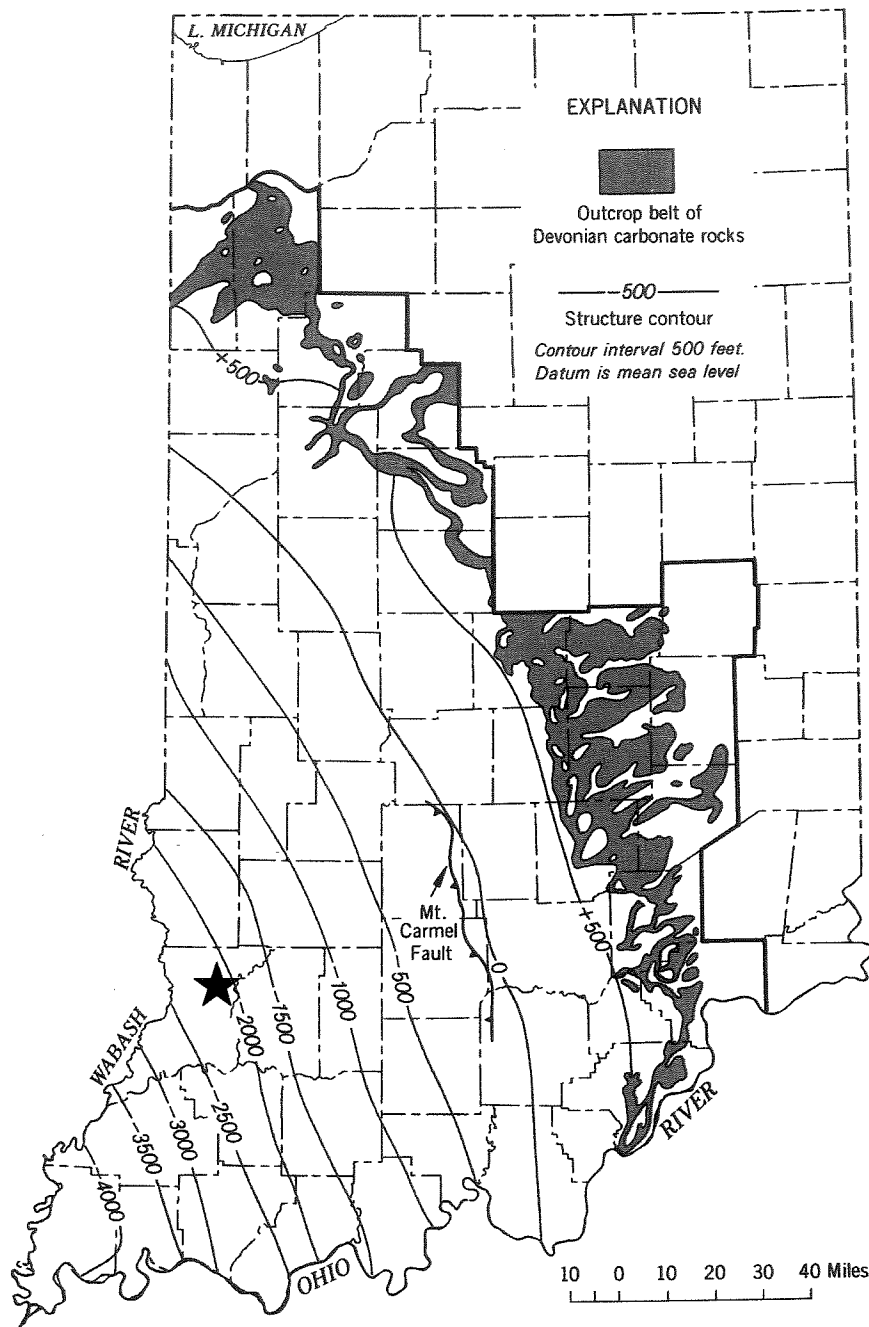 L. MICHIGAN
EXPLANATION
Outcrop belt of
Devonian carbonate rocks
-500
Structure contour
Contour interval 500 feet.
Datum is mean sea level
+500
RIVER
Mt.
Carmel
Fault
0
+500
-500
-1000
-1500
-2000
WABASH
-2500
-3000
-3500
-4000
RIVER
OHIO
10 0 10 20 30 40 Miles